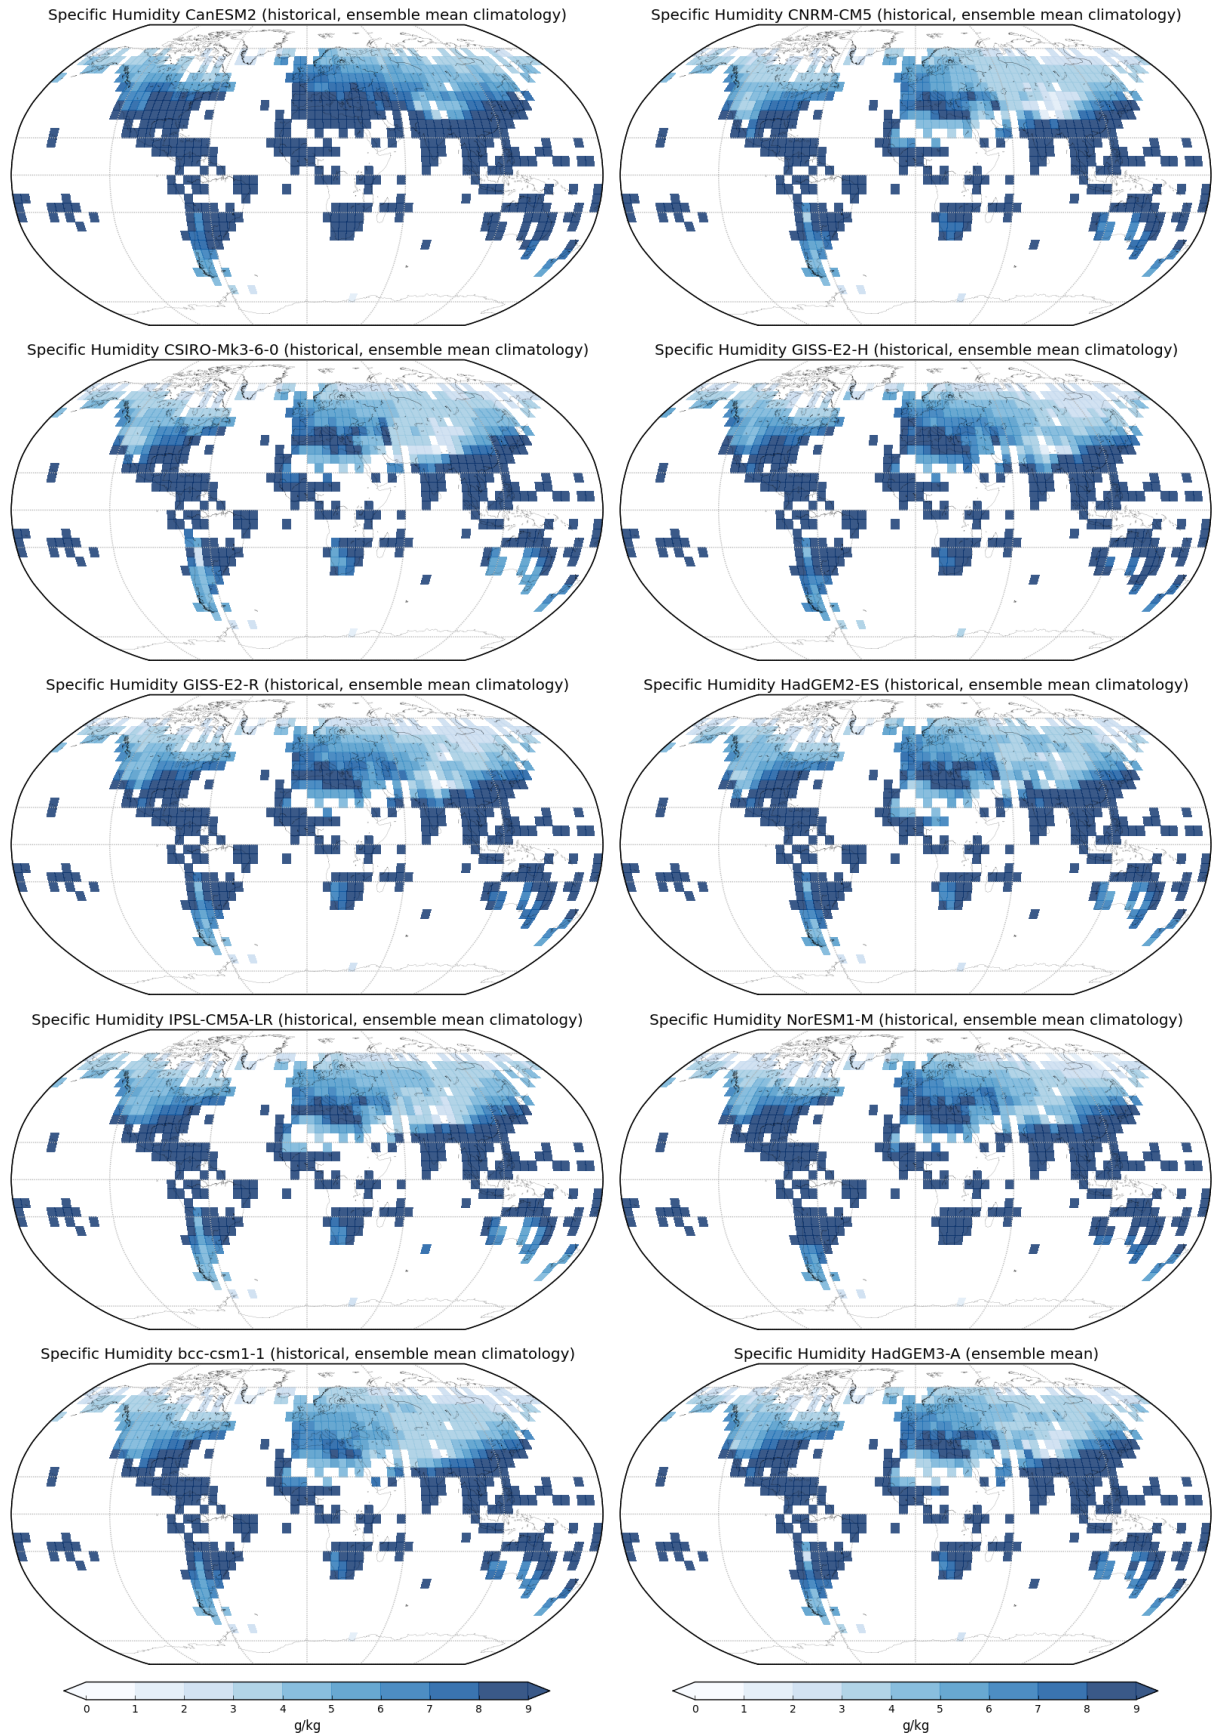 Specific Humidity CanESM2 (historical, ensemble mean climatology)
Specific Humidity CNRM-CM5 (historical, ensemble mean climatology)
Specific Humidity CSIRO-Mk3-6-0 (historical, ensemble mean climatology)
Specific Humidity GISS-E2-H (historical, ensemble mean climatology)
Specific Humidity GISS-E2-R (historical, ensemble mean climatology)
Specific Humidity HadGEM2-ES (historical, ensemble mean climatology)
Specific Humidity IPSL-CM5A-LR (historical, ensemble mean climatology)
Specific Humidity NorESM1-M (historical, ensemble mean climatology)
Specific Humidity bcc-csm1-1 (historical, ensemble mean climatology)
Specific Humidity HadGEM3-A (ensemble mean)
0 1 2 3 4 5 6 7 8 9
g/kg
0 1 2 3 4 5 6 7 8 9
g/kg